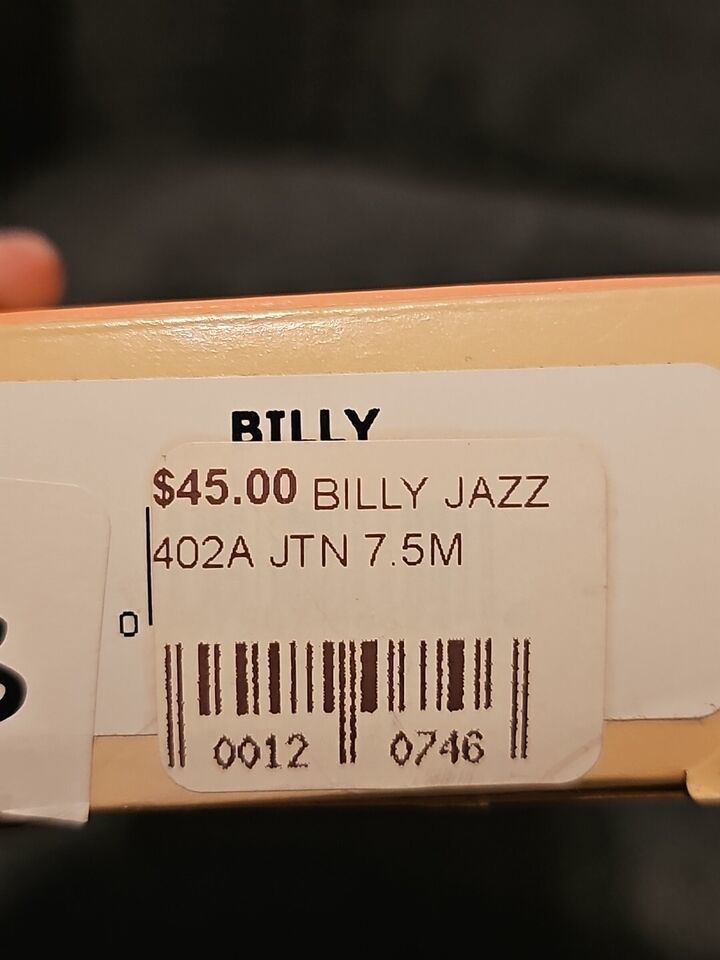 BILLY
$45.00 BILLY JAZZ
402A JTN 7.5M
0
0012 0746